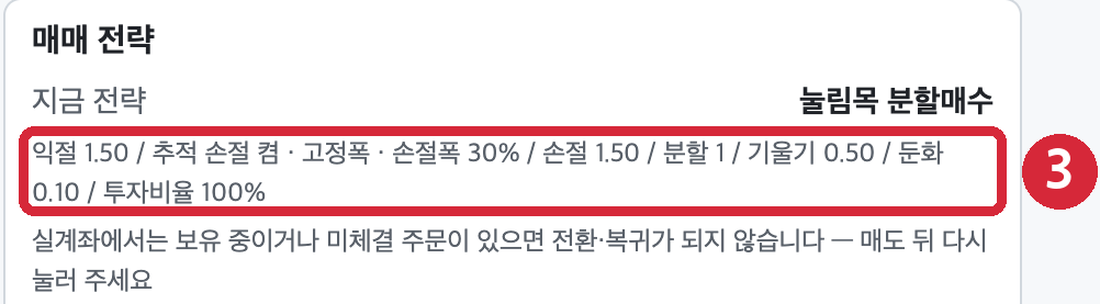 매매 전략
지금 전략 눌림목 분할매수
익절 1.50 / 추적 손절 켬 · 고정폭 · 손절폭 30% / 손절 1.50 / 분할 1 / 기울기 0.50 / 둔화
0.10 / 투자비율 100%
3
실계좌에서는 보유 중이거나 미체결 주문이 있으면 전환·복귀가 되지 않습니다 — 매도 뒤 다시
눌러 주세요